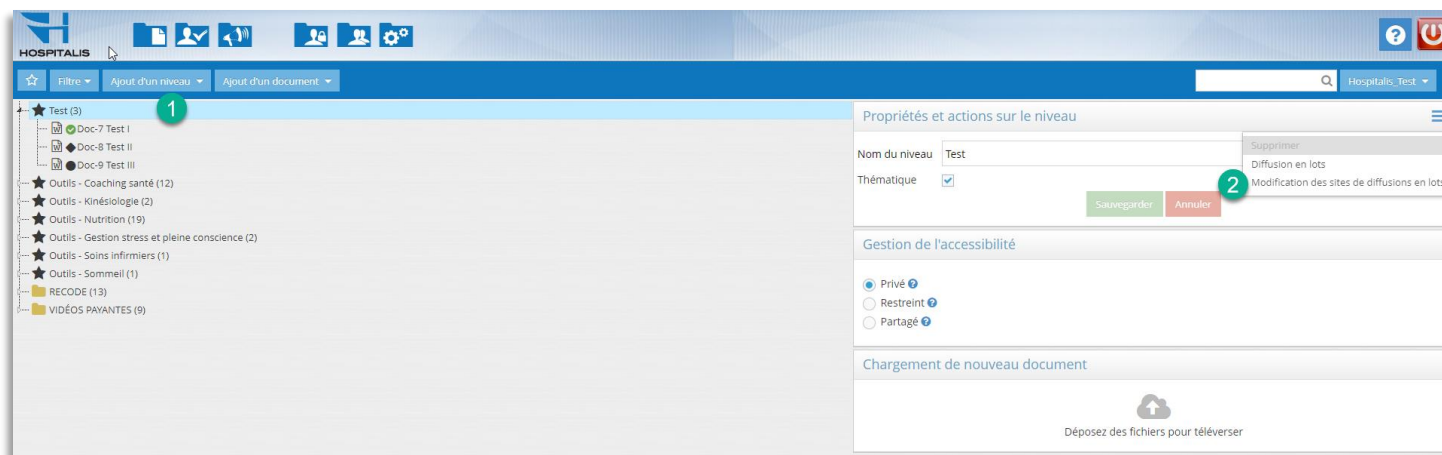 HOSPITALIS
Filtre
Ajout d'un niveau
Ajout d'un document
Hospitalis_Test
1
Test (3)
Doc-7 Test I
Doc-8 Test II
Doc-9 Test III
Outils - Coaching santé (12)
Outils - Kinésiologie (2)
Outils - Nutrition (19)
Outils - Gestion stress et pleine conscience (2)
Outils - Soins infirmiers (1)
Outils - Sommeil (1)
RECODE (13)
VIDÉOS PAYANTES (9)
Propriétés et actions sur le niveau
Nom du niveau Test
Thématique
Sauvegarder Annuler
Supprimer
Diffusion en lots
2 Modification des sites de diffusions en lots
Gestion de l'accessibilité
Privé ?
Restreint ?
Partagé ?
Chargement de nouveau document
Déposez des fichiers pour téléverser